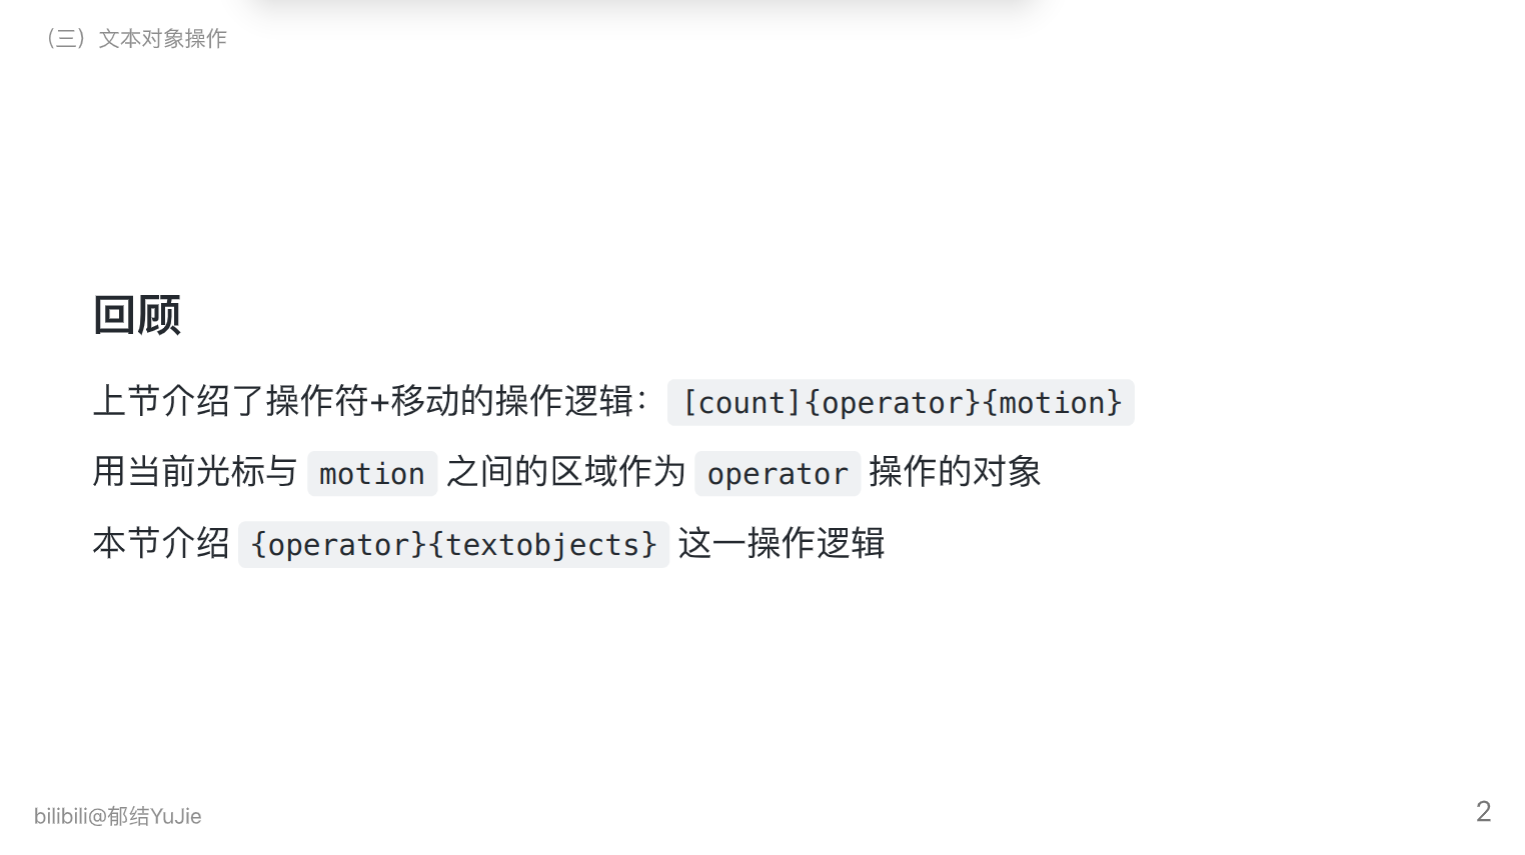 （三）文本对象操作
回顾
上节介绍了操作符+移动的操作逻辑： [count]{operator}{motion}
用当前光标与 motion 之间的区域作为 operator 操作的对象
本节介绍 {operator}{textobjects} 这一操作逻辑
bilibili@郁结YuJie
2